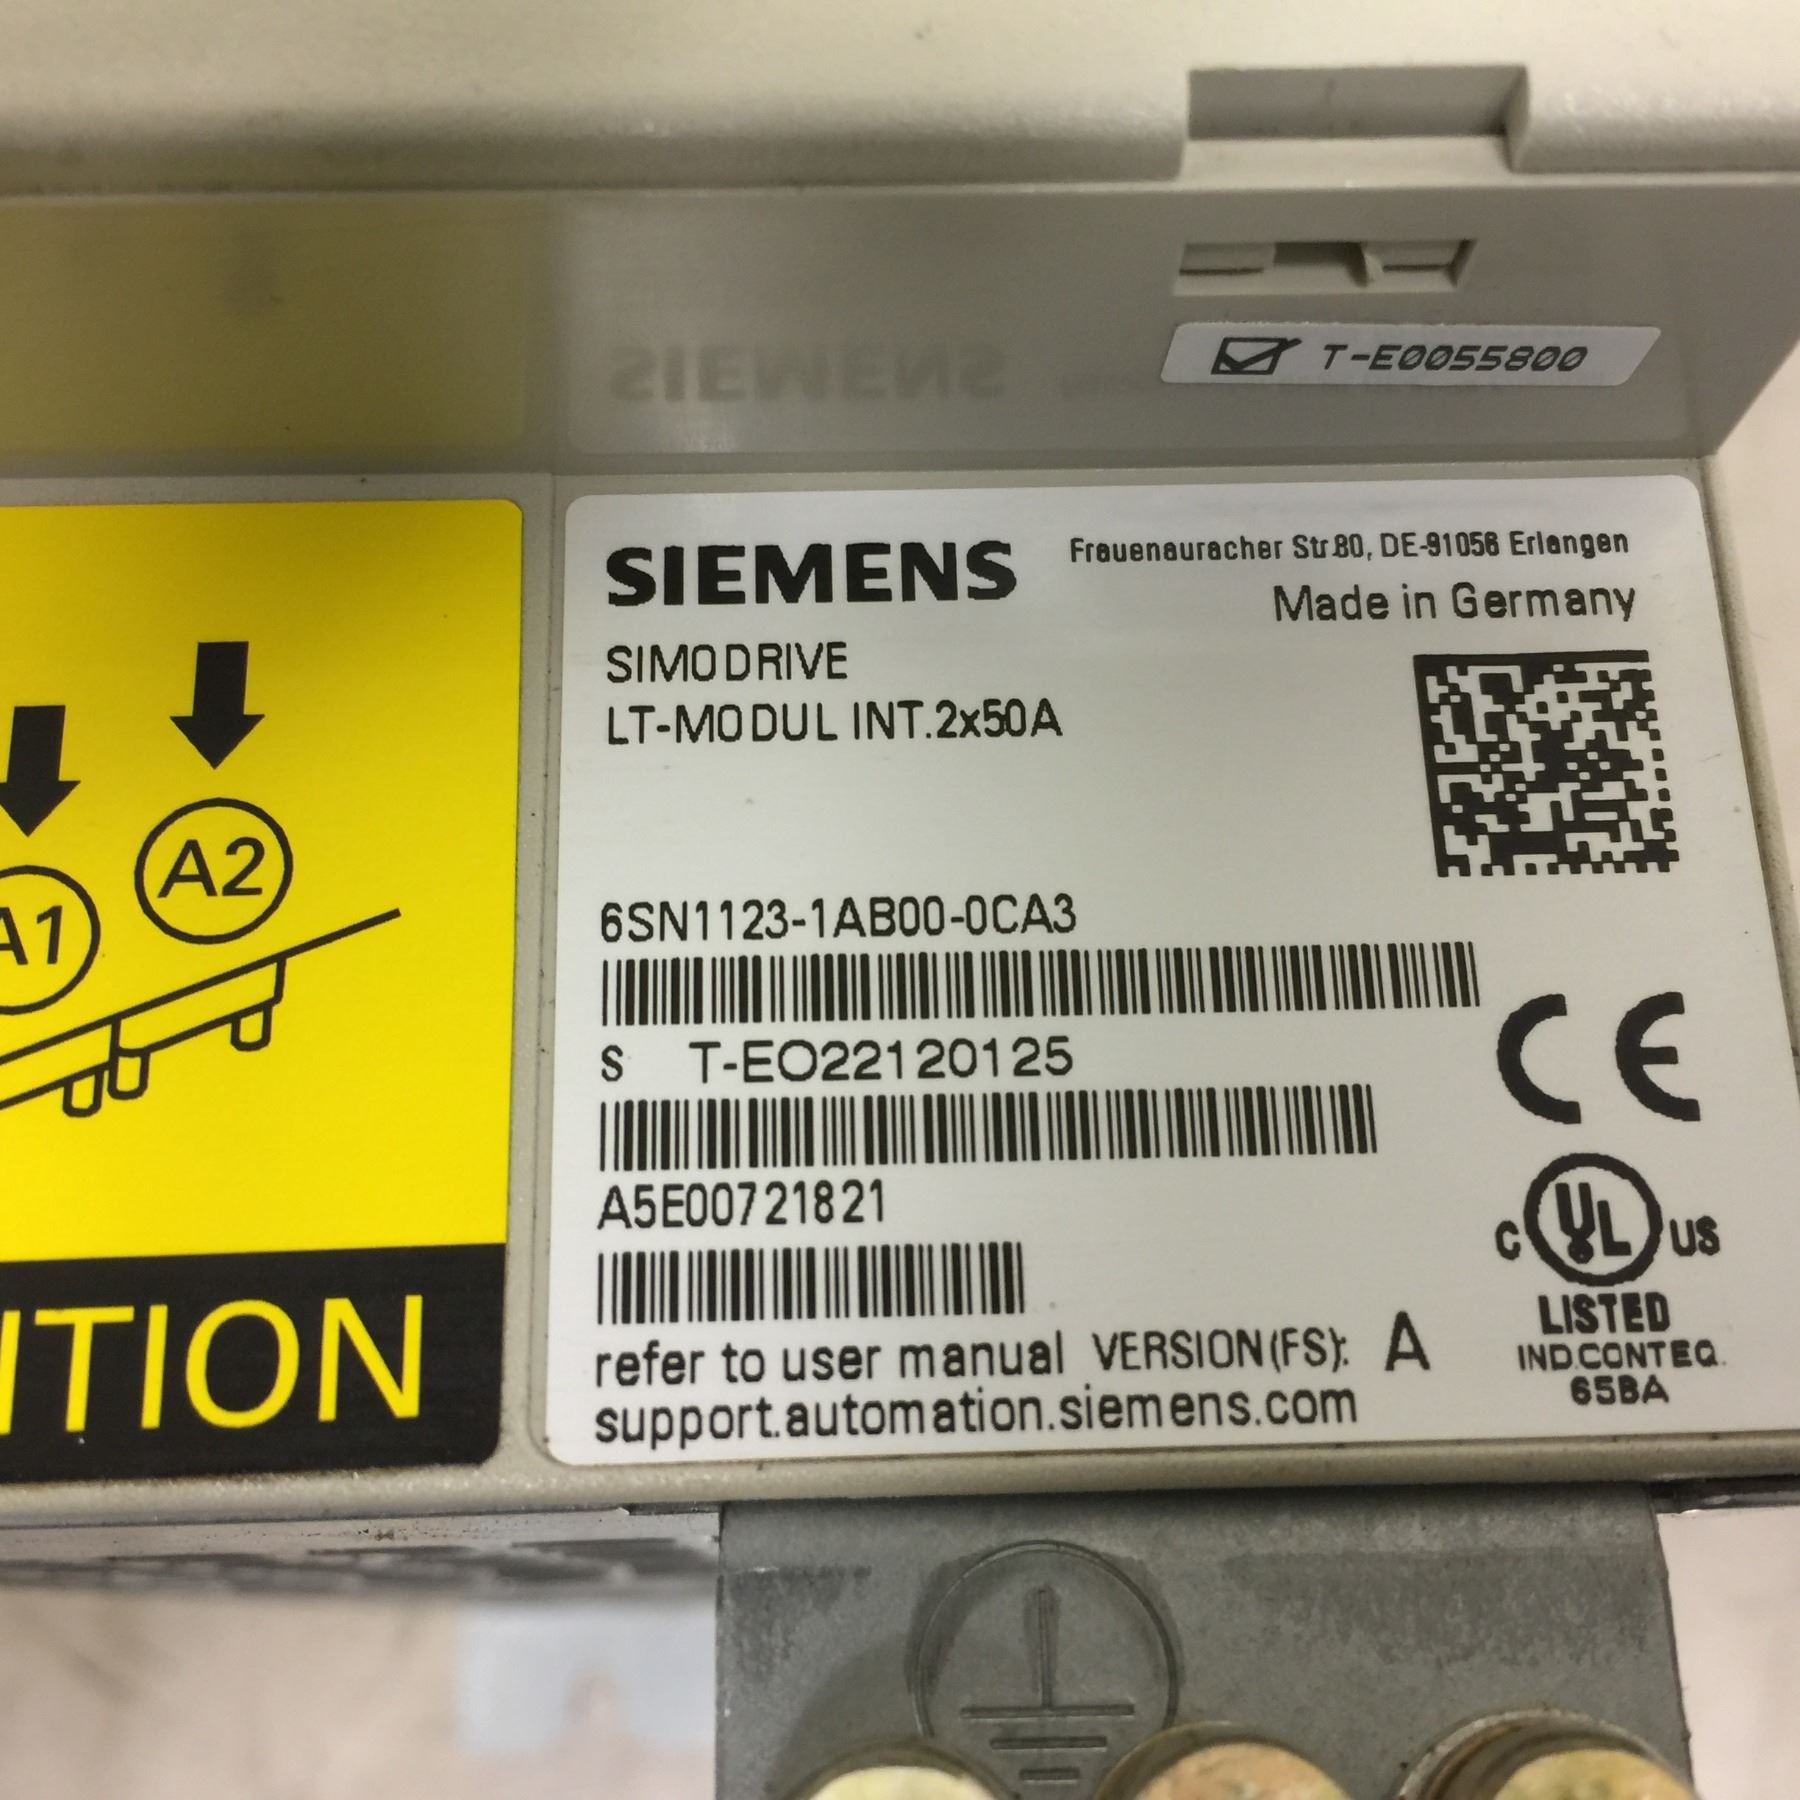 T-E0055800
SIEMENS
Frauenauracher Str.80, DE-91056 Erlangen
Made in Germany
SIMODRIVE
LT-MODUL INT.2x50A
6SN1123-1AB00-0CA3
S T-EO22120125
A5E00721821
refer to user manual VERSION(FS): A
support.automation.siemens.com
CE
C UL US
LISTED
IND.CONT.EQ.
65BA
A2
A1
TION